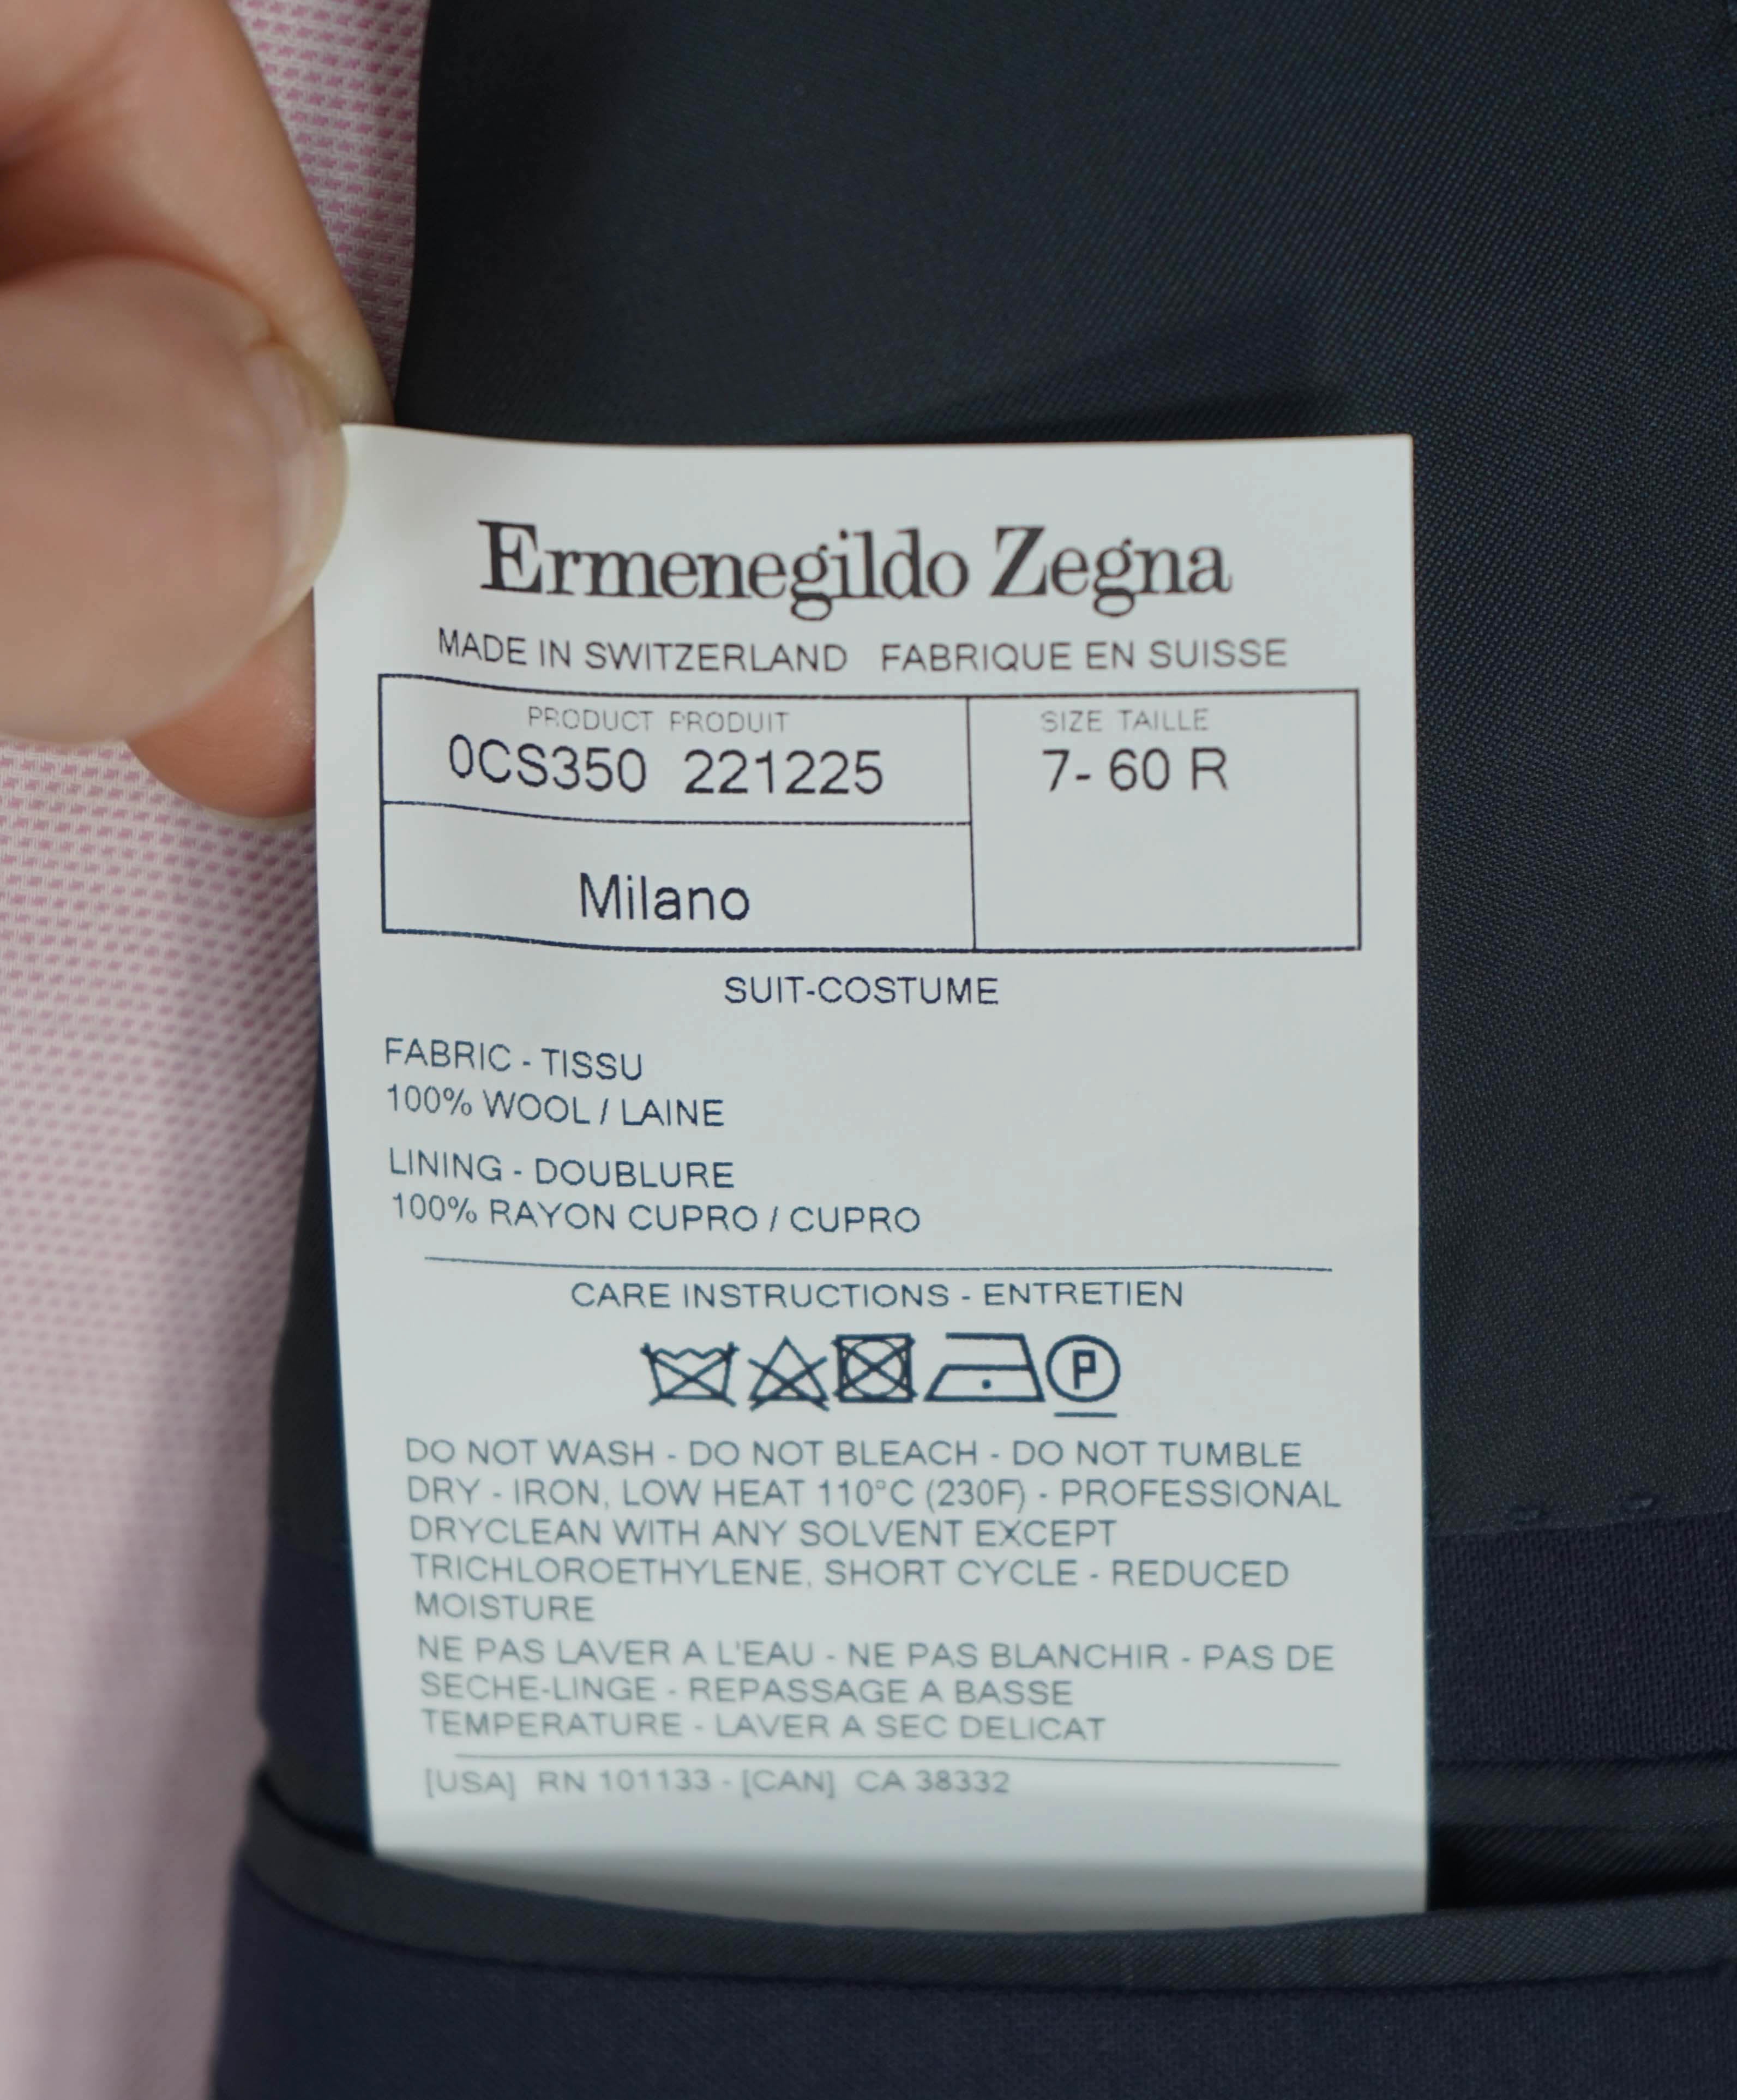 Ermenegildo Zegna
MADE IN SWITZERLAND FABRIQUE EN SUISSE
PRODUCT PRODUIT
0CS350 221225
SIZE TAILLE
7- 60 R
Milano
SUIT-COSTUME
FABRIC - TISSU
100% WOOL / LAINE
LINING - DOUBLURE
100% RAYON CUPRO / CUPRO
CARE INSTRUCTIONS - ENTRETIEN
P
DO NOT WASH - DO NOT BLEACH - DO NOT TUMBLE
DRY - IRON, LOW HEAT 110°C (230F) - PROFESSIONAL
DRYCLEAN WITH ANY SOLVENT EXCEPT
TRICHLOROETHYLENE, SHORT CYCLE - REDUCED
MOISTURE
NE PAS LAVER A L'EAU - NE PAS BLANCHIR - PAS DE
SECHE-LINGE - REPASSAGE A BASSE
TEMPERATURE - LAVER A SEC DELICAT
[USA] RN 101133 - [CAN] CA 38332